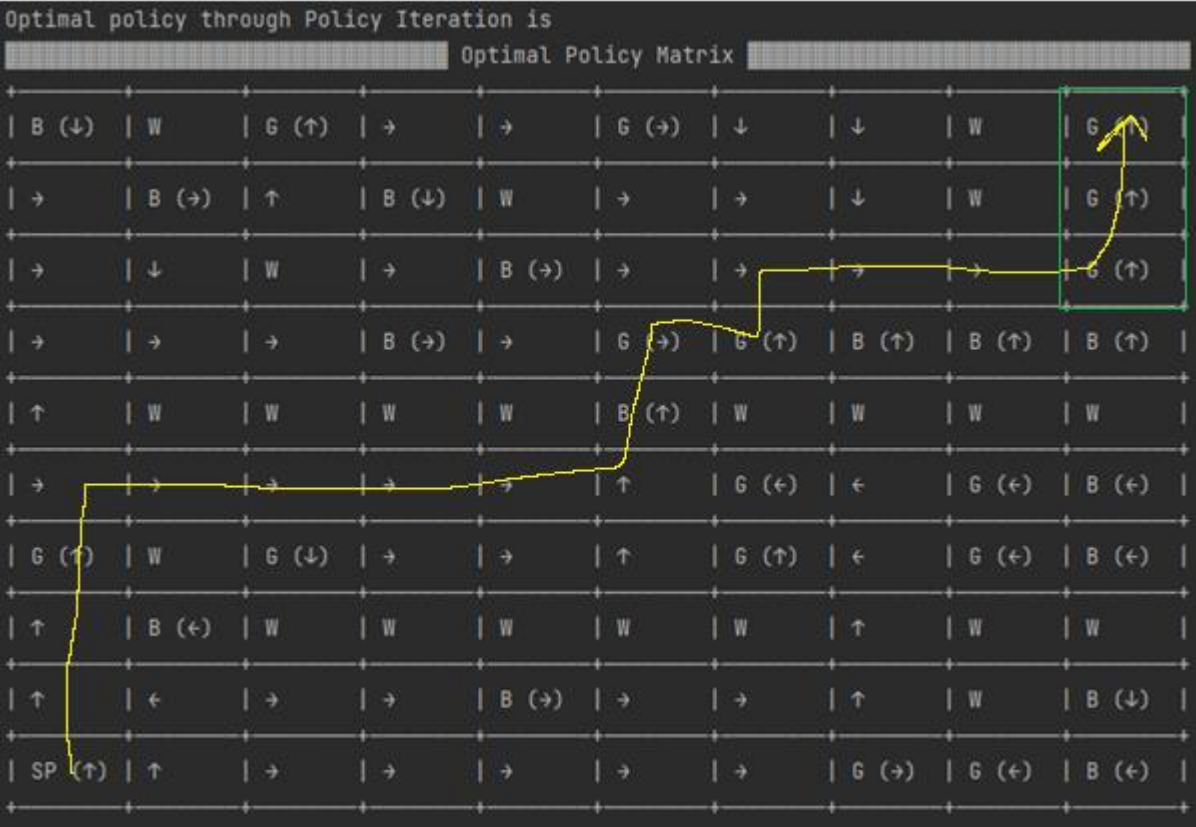 Optimal policy through Policy Iteration is
Optimal Policy Matrix
| B (↓) | W | G (↑) | → | → | G (→) | ↓ | ↓ | W | G (↑) |
| → | B (→) | ↑ | B (↓) | W | → | → | ↓ | W | G (↑) |
| → | ↓ | W | → | B (→) | → | → | → | → | G (↑) |
| → | → | → | B (→) | → | G (→) | G (↑) | B (↑) | B (↑) | B (↑) |
| ↑ | W | W | W | W | B (↑) | W | W | W | W |
| → | → | → | → | → | ↑ | G (←) | ← | G (←) | B (←) |
| G (↑) | W | G (↓) | → | → | ↑ | G (↑) | ← | G (←) | B (←) |
| ↑ | B (←) | W | W | W | W | W | ↑ | W | W |
| ↑ | ← | → | → | B (→) | → | → | ↑ | W | B (↓) |
| SP (↑) | ↑ | → | → | → | → | → | G (→) | G (←) | B (←) |